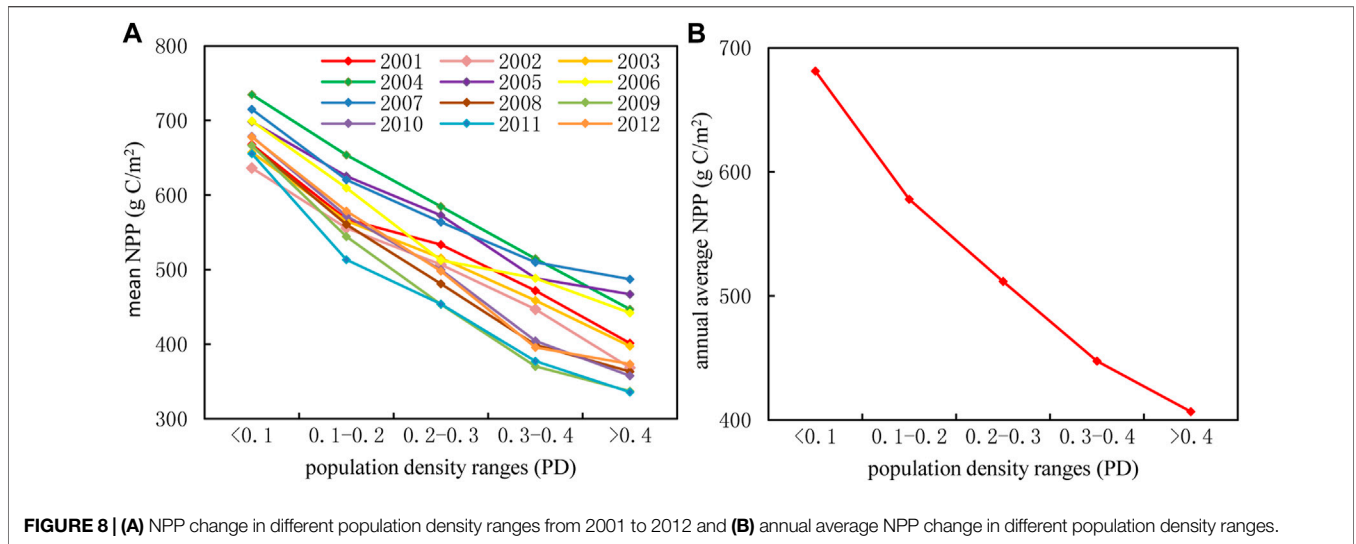 A
mean NPP (g C/m²)
800
700
600
500
400
300
2001 2002 2003
2004 2005 2006
2007 2008 2009
2010 2011 2012
<0.1 0.1-0.2 0.2-0.3 0.3-0.4 >0.4
population density ranges (PD)
B
annual average NPP (g C/m²)
700
600
500
400
<0.1 0.1-0.2 0.2-0.3 0.3-0.4 >0.4
population density ranges (PD)
FIGURE 8 | (A) NPP change in different population density ranges from 2001 to 2012 and (B) annual average NPP change in different population density ranges.